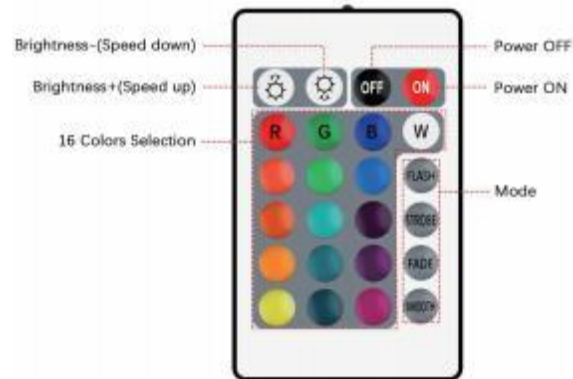 Brightness-(Speed down)
Power OFF
Brightness+(Speed up)
OFF
ON
Power ON
R
G
B
W
16 Colors Selection
FLASH
Mode
STROBE
FADE
SMOOTH